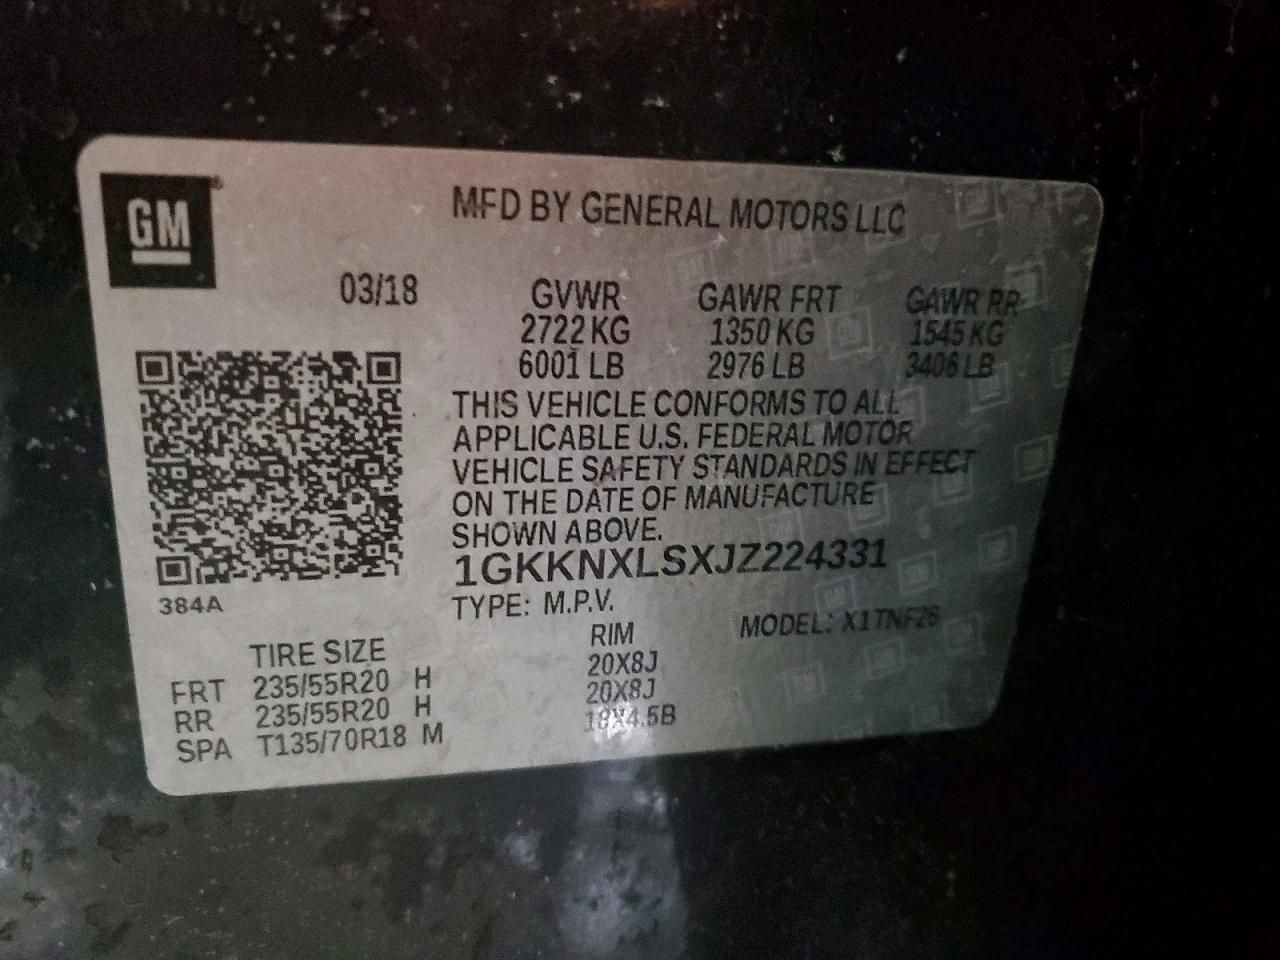 GM
MFD BY GENERAL MOTORS LLC
03/18 GVWR GAWR FRT GAWR RR
2722 KG 1350 KG 1545 KG
6001 LB 2976 LB 3406 LB
THIS VEHICLE CONFORMS TO ALL
APPLICABLE U.S. FEDERAL MOTOR
VEHICLE SAFETY STANDARDS IN EFFECT
ON THE DATE OF MANUFACTURE
SHOWN ABOVE.
1GKKNXLSXJZ224331
384A
TYPE: M.P.V. MODEL: X1TNF26
TIRE SIZE RIM
FRT 235/55R20 H 20X8J
RR 235/55R20 H 20X8J
SPA T135/70R18 M 18X4.5B